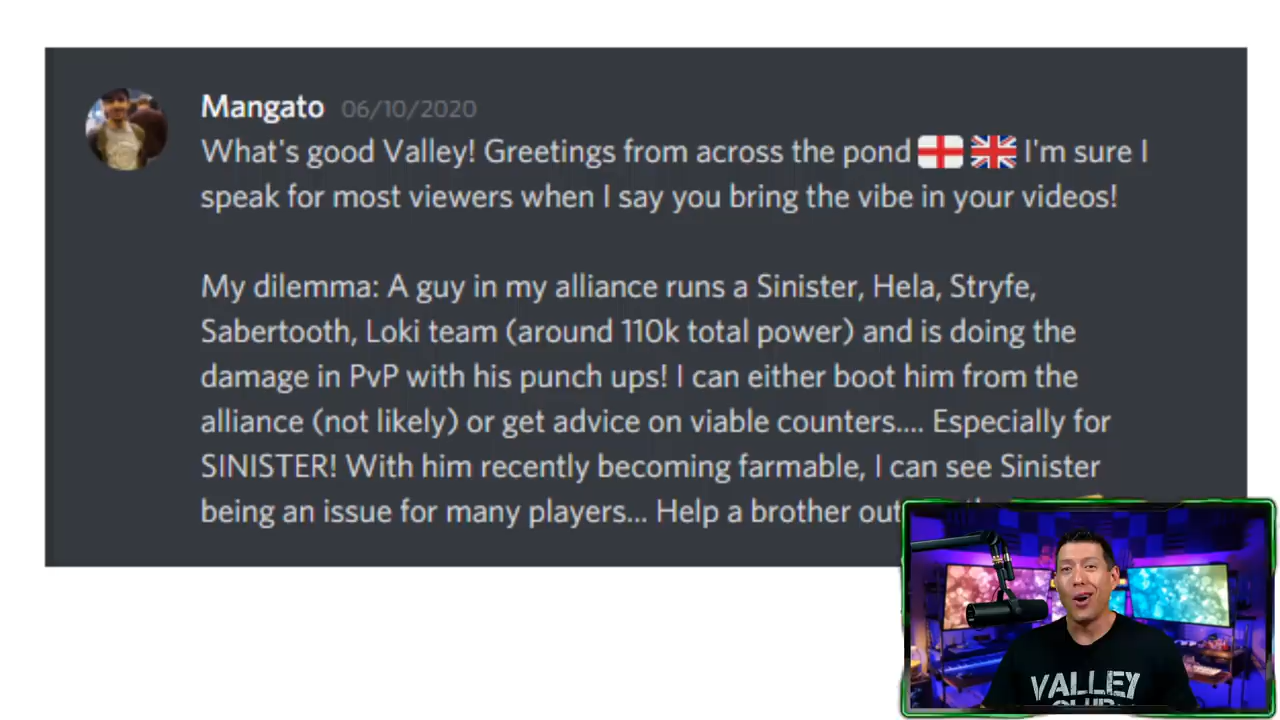 Mangato 06/10/2020
What's good Valley! Greetings from across the pond I'm sure I
speak for most viewers when I say you bring the vibe in your videos!
My dilemma: A guy in my alliance runs a Sinister, Hela, Stryfe,
Sabertooth, Loki team (around 110k total power) and is doing the
damage in PvP with his punch ups! I can either boot him from the
alliance (not likely) or get advice on viable counters.... Especially for
SINISTER! With him recently becoming farmable, I can see Sinister
being an issue for many players... Help a brother out
VALLEY